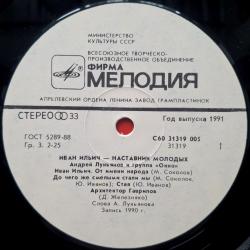 МИНИСТЕРСТВО
КУЛЬТУРЫ СССР
ВСЕСОЮЗНОЕ ТВОРЧЕСКО-
ПРОИЗВОДСТВЕННОЕ ОБЪЕДИНЕНИЕ
ФИРМА
МЕЛОДИЯ
АПРЕЛЕВСКИЙ ОРДЕНА ЛЕНИНА ЗАВОД ГРАМПЛАСТИНОК
СТЕРЕО 33
Год выпуска 1991
ГОСТ 5289-88
Гр. 3. 2-25
С60 31319 005
31319
1
ИВАН ИЛЬИЧ — НАСТАВНИК МОЛОДЫХ
Андрей Лукьянов и группа «Окно»
Иван Ильич. От имени народа (М. Соколов)
До чего же смелыми стали мы (М. Соколов,
Ю. Иванов); Стая (Ю. Иванов)
Архитектор Гаврилов
(Д. Железняк)
Слова А. Лукьянова
Запись 1990 г.